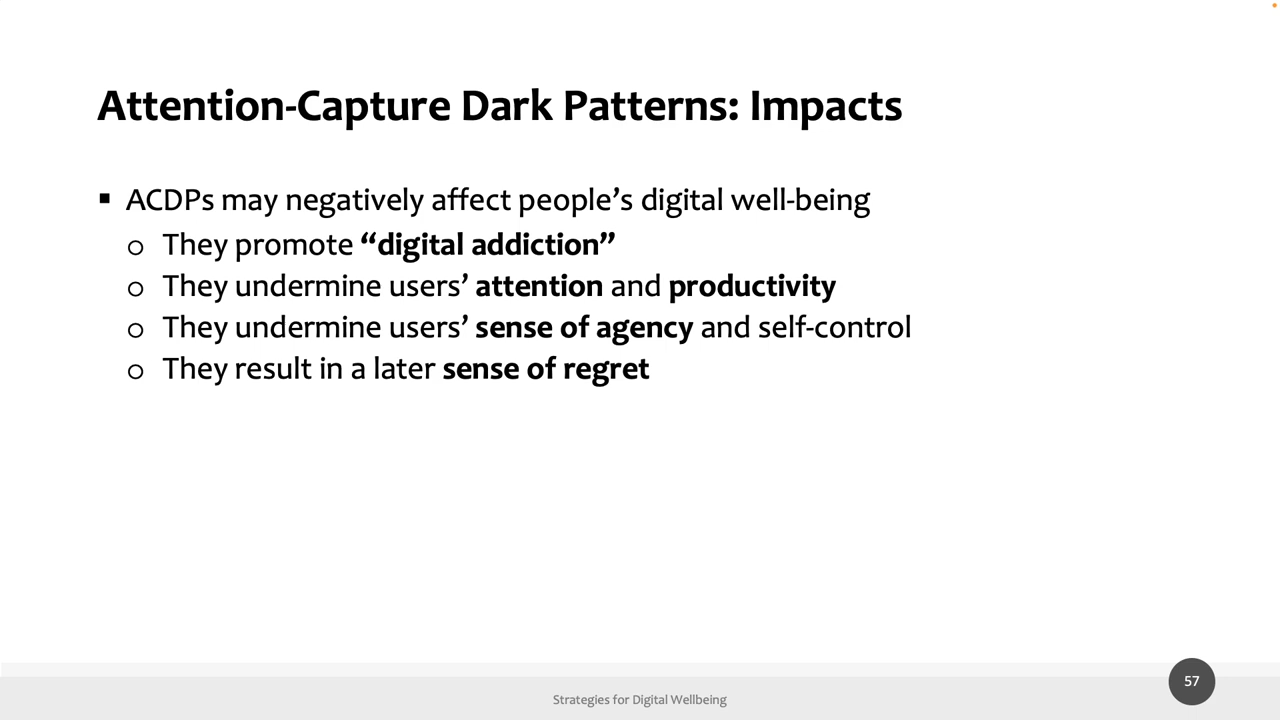 Attention-Capture Dark Patterns: Impacts
▪ ACDPs may negatively affect people’s digital well-being
o They promote “digital addiction”
o They undermine users’ attention and productivity
o They undermine users’ sense of agency and self-control
o They result in a later sense of regret
57
Strategies for Digital Wellbeing